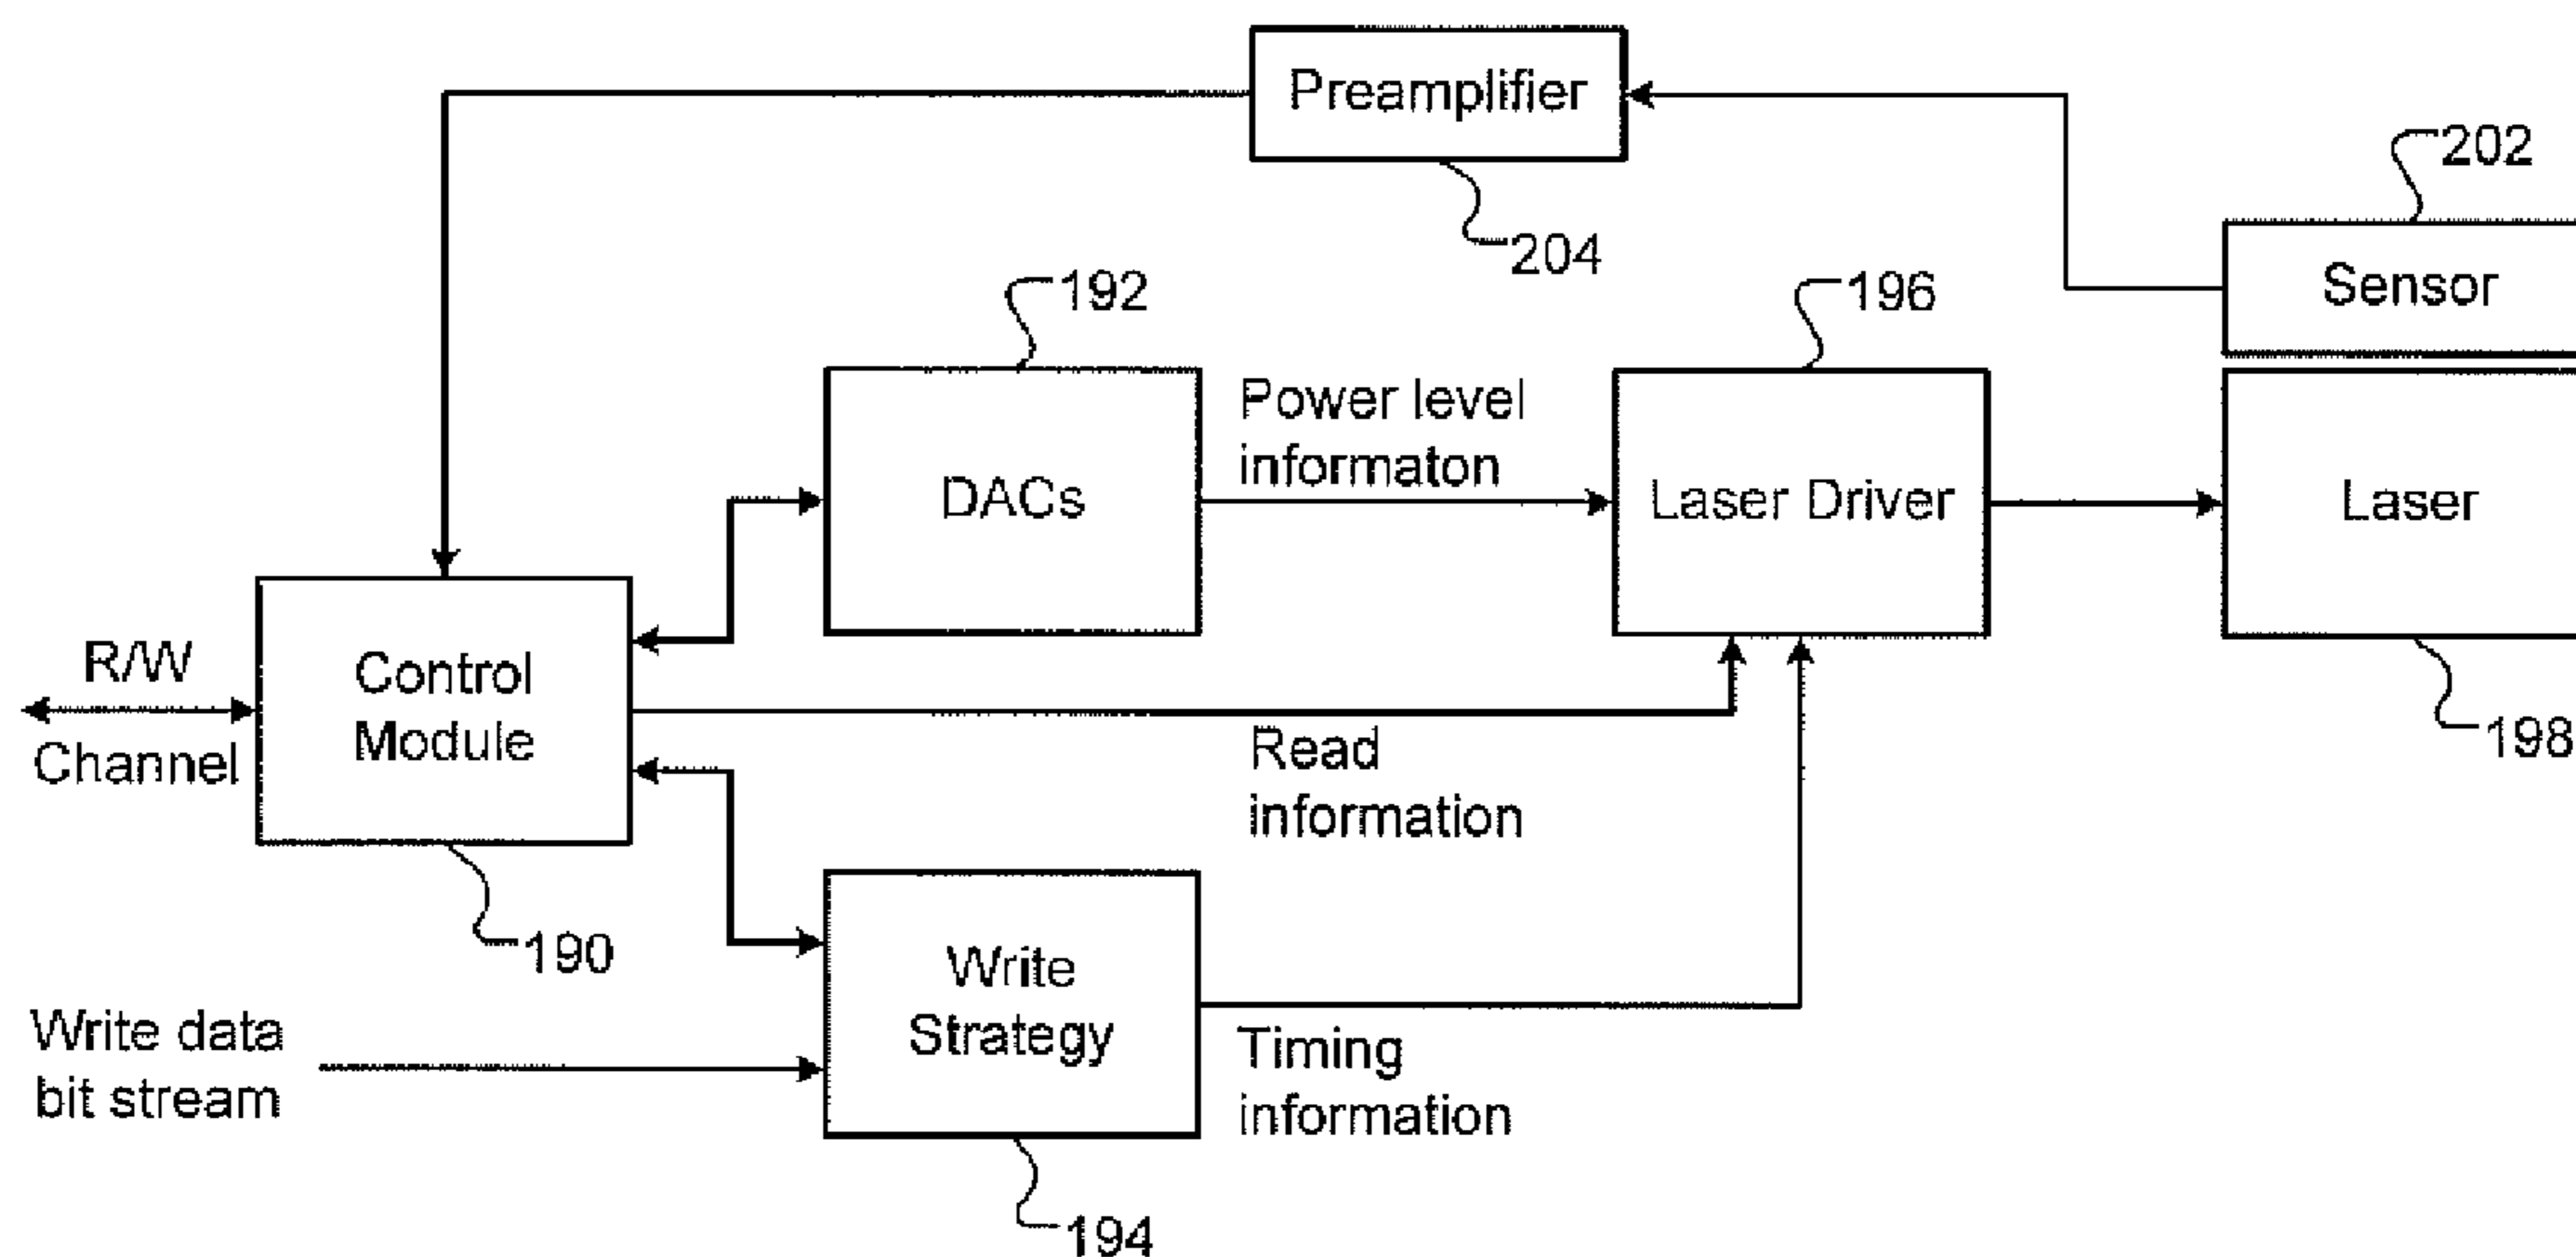 Preamplifier
204
202
Sensor
192
196
DACs
Power level
informaton
Laser Driver
Laser
198
R/W
Channel
Control
Module
190
Read
information
Write data
bit stream
Write
Strategy
194
Timing
information